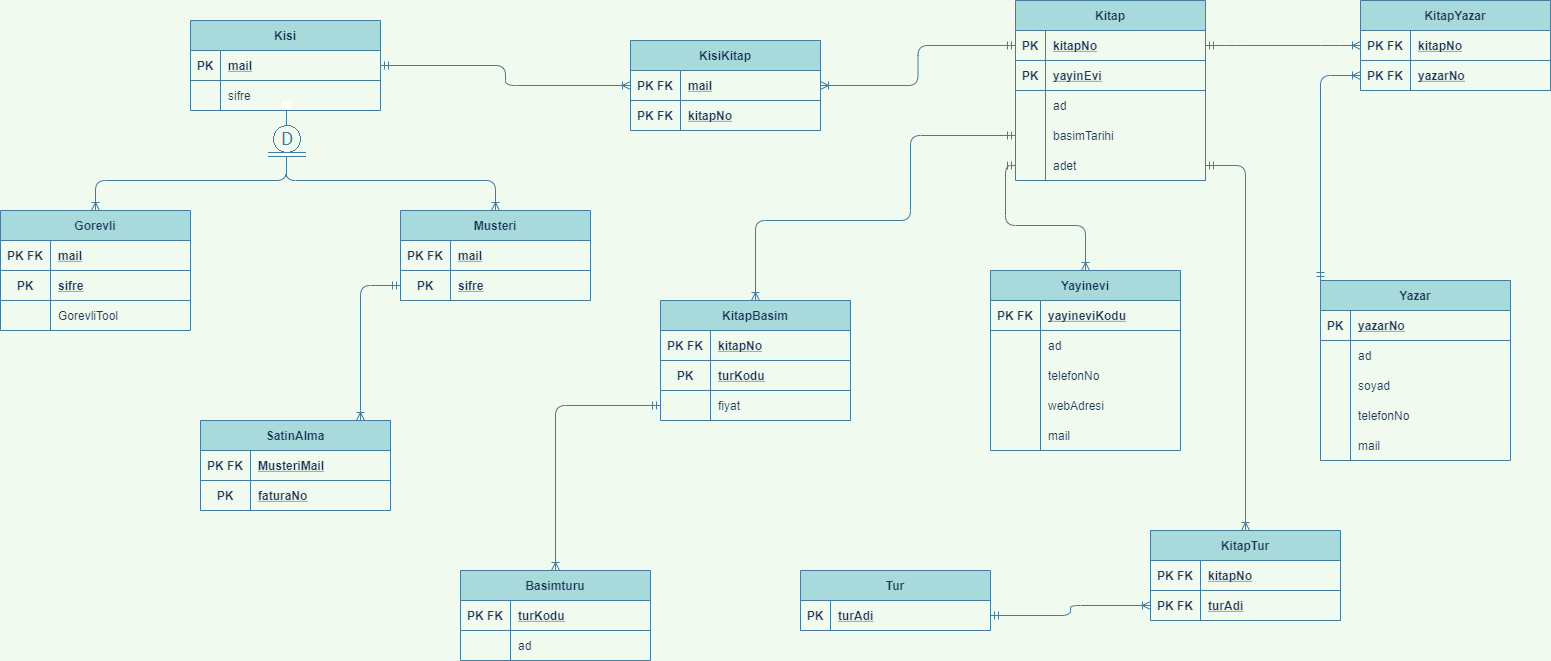 Kisi
PK mail
sifre
D
KisiKitap
PK FK mail
PK FK kitapNo
Kitap
PK kitapNo
PK yayinEvi
ad
basimTarihi
adet
KitapYazar
PK FK kitapNo
PK FK yazarNo
Gorevli
PK FK mail
PK sifre
GorevliTool
Musteri
PK FK mail
PK sifre
KitapBasim
PK FK kitapNo
PK turKodu
fiyat
Yayinevi
PK FK yayineviKodu
ad
telefonNo
webAdresi
mail
Yazar
PK yazarNo
ad
soyad
telefonNo
mail
SatinAlma
PK FK MusteriMail
PK faturaNo
Basimturu
PK FK turKodu
ad
Tur
PK turAdi
KitapTur
PK FK kitapNo
PK FK turAdi